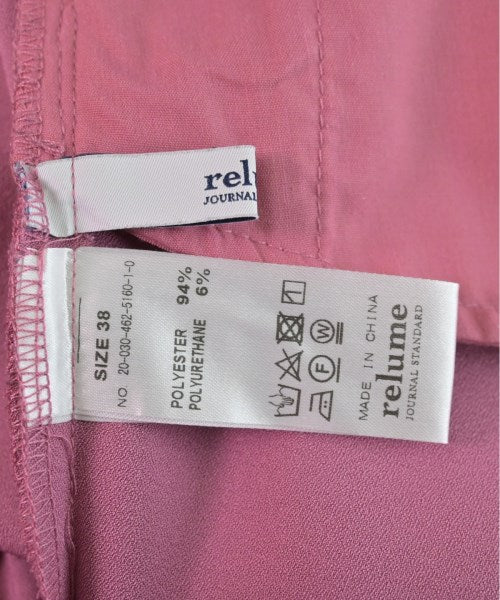 relu
JOURNAL
SIZE 38
NO. 20-030-462-5160-1-0
POLYESTER 94%
POLYURETHANE 6%
F W
MADE IN CHINA
relume
JOURNAL STANDARD